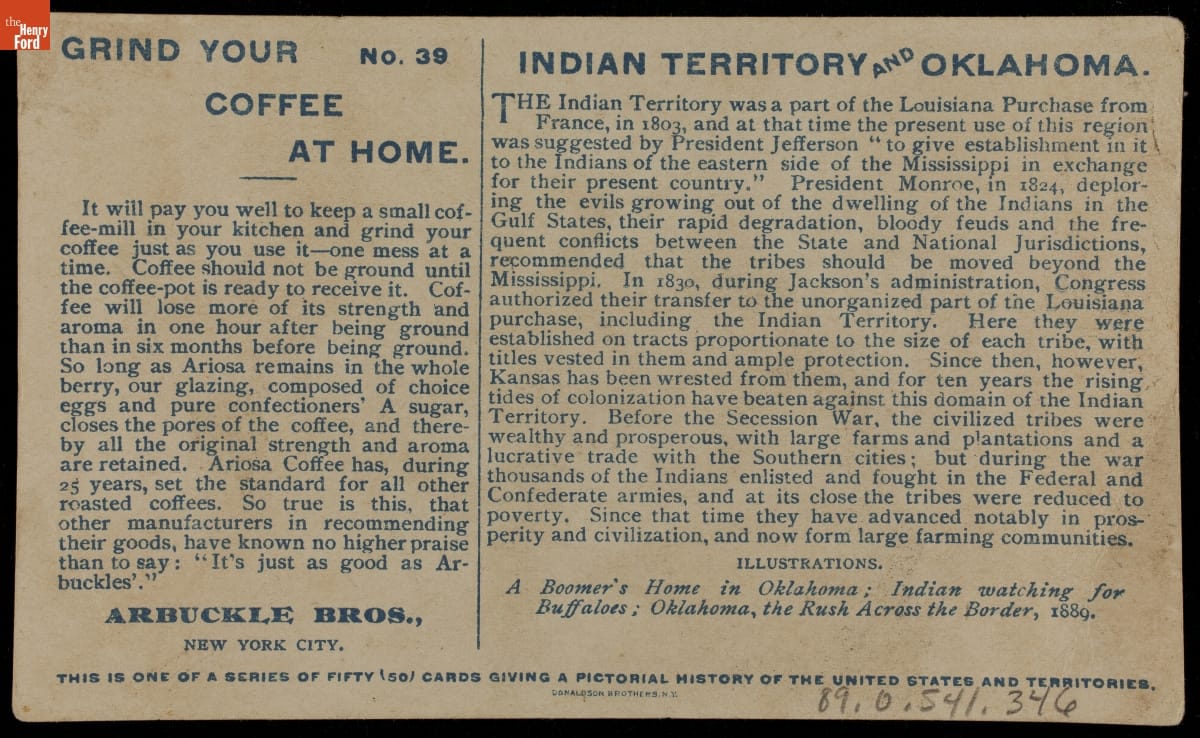 the
Henry
Ford
GRIND YOUR No. 39
COFFEE
AT HOME.
It will pay you well to keep a small cof-
fee-mill in your kitchen and grind your
coffee just as you use it—one mess at a
time. Coffee should not be ground until
the coffee-pot is ready to receive it. Cof-
fee will lose more of its strength and
aroma in one hour after being ground
than in six months before being ground.
So long as Ariosa remains in the whole
berry, our glazing, composed of choice
eggs and pure confectioners' A sugar,
closes the pores of the coffee, and there-
by all the original strength and aroma
are retained. Ariosa Coffee has, during
25 years, set the standard for all other
roasted coffees. So true is this, that
other manufacturers in recommending
their goods, have known no higher praise
than to say: "It's just as good as Ar-
buckles'."
ARBUCKLE BROS.,
NEW YORK CITY.
INDIAN TERRITORY AND OKLAHOMA.
THE Indian Territory was a part of the Louisiana Purchase from
France, in 1803, and at that time the present use of this region
was suggested by President Jefferson "to give establishment in it
to the Indians of the eastern side of the Mississippi in exchange
for their present country." President Monroe, in 1824, deplor-
ing the evils growing out of the dwelling of the Indians in the
Gulf States, their rapid degradation, bloody feuds and the fre-
quent conflicts between the State and National Jurisdictions,
recommended that the tribes should be moved beyond the
Mississippi. In 1830, during Jackson's administration, Congress
authorized their transfer to the unorganized part of the Louisiana
purchase, including the Indian Territory. Here they were
established on tracts proportionate to the size of each tribe, with
titles vested in them and ample protection. Since then, however,
Kansas has been wrested from them, and for ten years the rising
tides of colonization have beaten against this domain of the Indian
Territory. Before the Secession War, the civilized tribes were
wealthy and prosperous, with large farms and plantations and a
lucrative trade with the Southern cities; but during the war
thousands of the Indians enlisted and fought in the Federal and
Confederate armies, and at its close the tribes were reduced to
poverty. Since that time they have advanced notably in pros-
perity and civilization, and now form large farming communities.
ILLUSTRATIONS.
A Boomer's Home in Oklahoma; Indian watching for
Buffaloes; Oklahoma, the Rush Across the Border, 1889.
THIS IS ONE OF A SERIES OF FIFTY (50) CARDS GIVING A PICTORIAL HISTORY OF THE UNITED STATES AND TERRITORIES.
DONALDSON BROTHERS, N.Y.
89.0.541.346